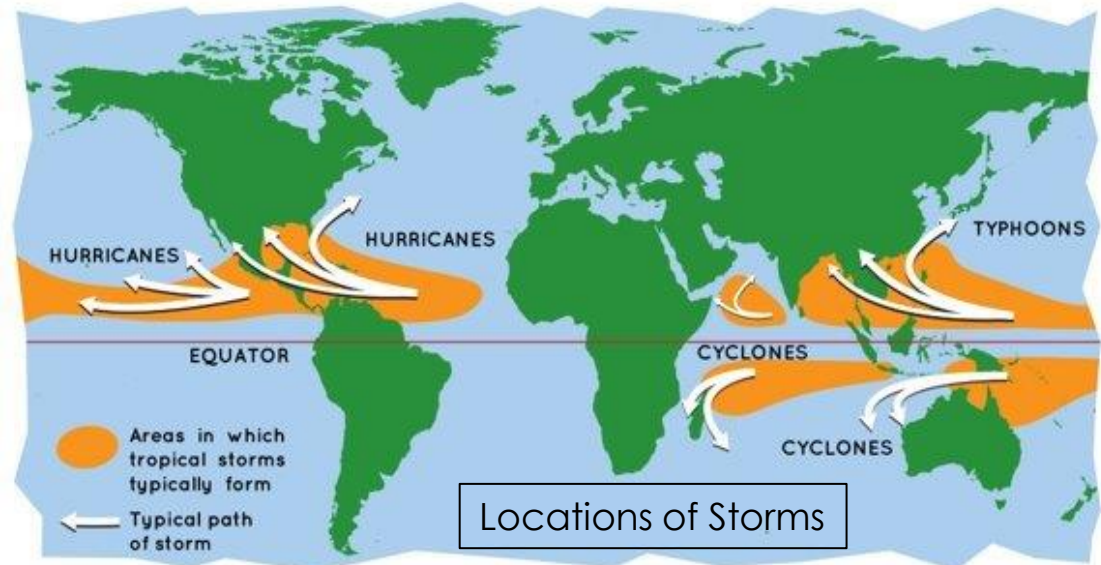 HURRICANES
HURRICANES
TYPHOONS
EQUATOR
CYCLONES
CYCLONES
Areas in which
tropical storms
typically form
Typical path
of storm
Locations of Storms